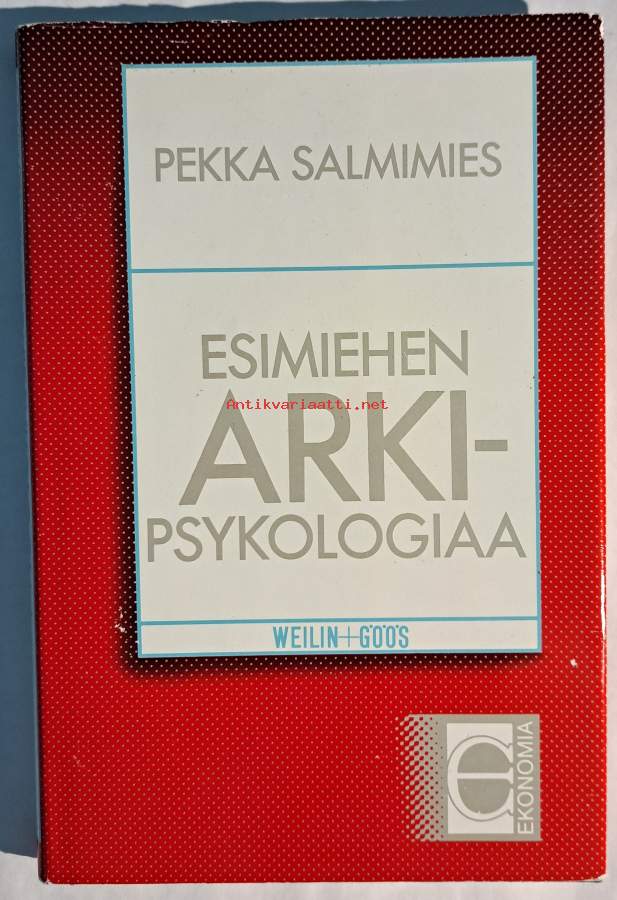 PEKKA SALMIMIES
ESIMIEHEN
Antikvariaatti.net
ARKI-
PSYKOLOGIAA
WEILIN+GÖÖS
EKONOMIA